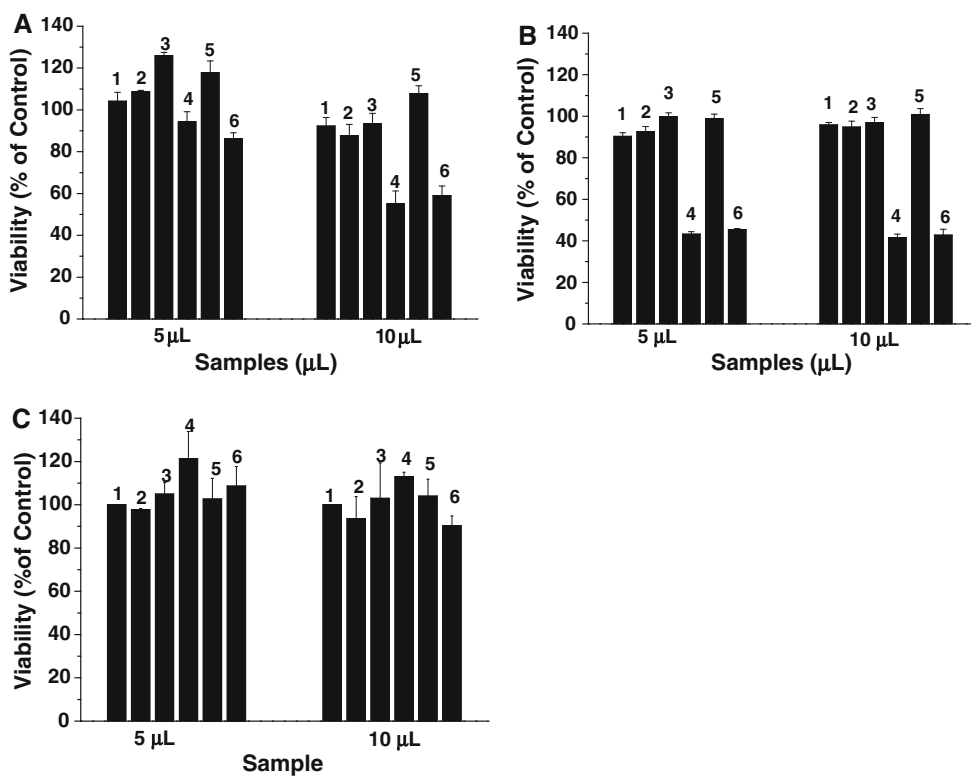 A
Viability (% of Control)
140
120
100
80
60
40
20
0
1 2 3 4 5 6
1 2 3 4 5 6
5 μL 10 μL
Samples (μL)
B
Viability (% of Control)
140
120
100
80
60
40
20
0
1 2 3 4 5 6
1 2 3 4 5 6
5 μL 10 μL
Samples (μL)
C
Viability (%of Control)
140
120
100
80
60
40
20
0
1 2 3 4 5 6
1 2 3 4 5 6
5 μL 10 μL
Sample